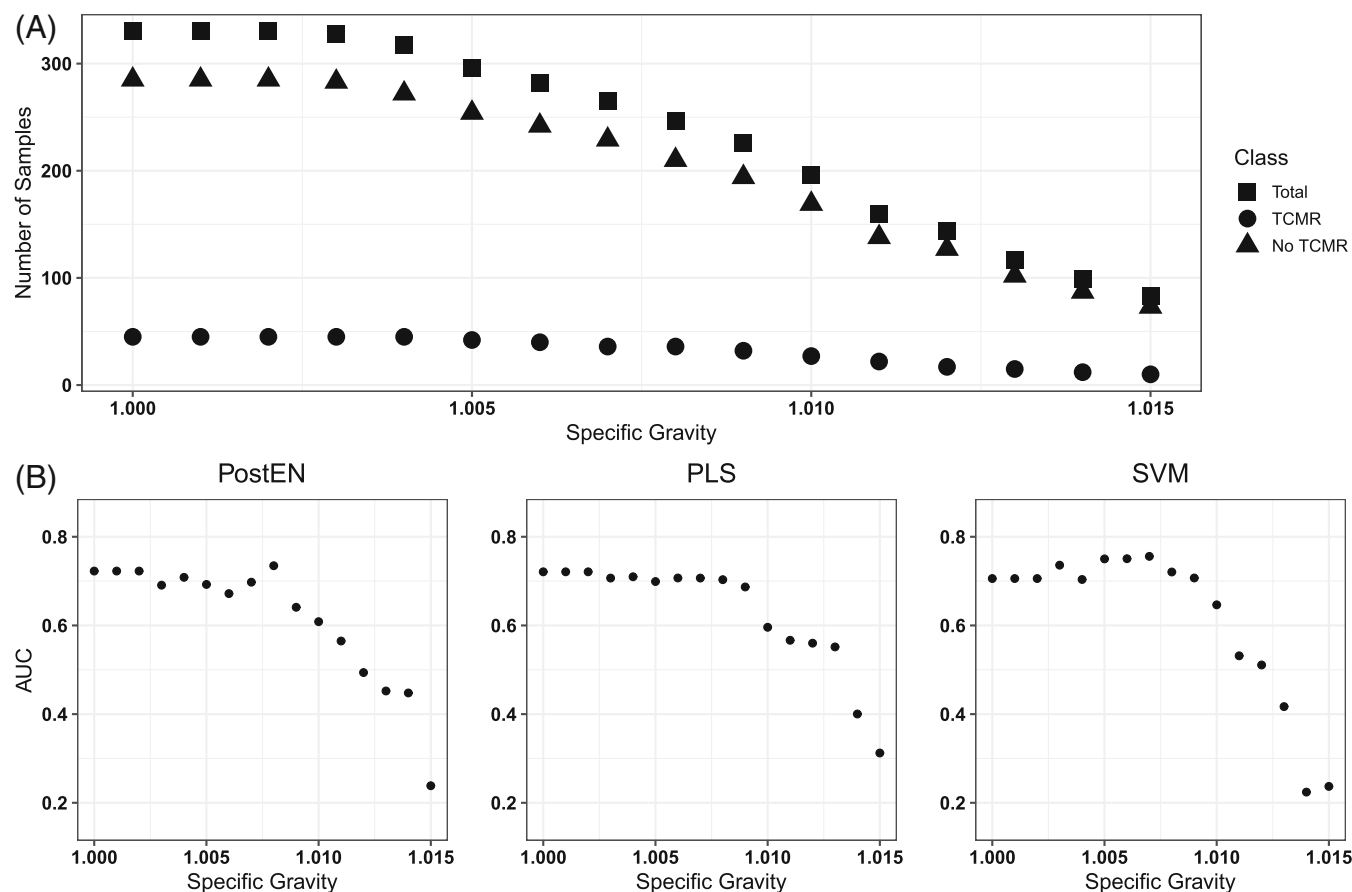 (A)
300
200
100
0
Number of Samples
1.000 1.005 1.010 1.015
Specific Gravity
Class
Total
TCMR
No TCMR
(B)
PostEN PLS SVM
AUC
0.8 0.8 0.8
0.6 0.6 0.6
0.4 0.4 0.4
0.2 0.2 0.2
1.000 1.005 1.010 1.015 1.000 1.005 1.010 1.015 1.000 1.005 1.010 1.015
Specific Gravity Specific Gravity Specific Gravity